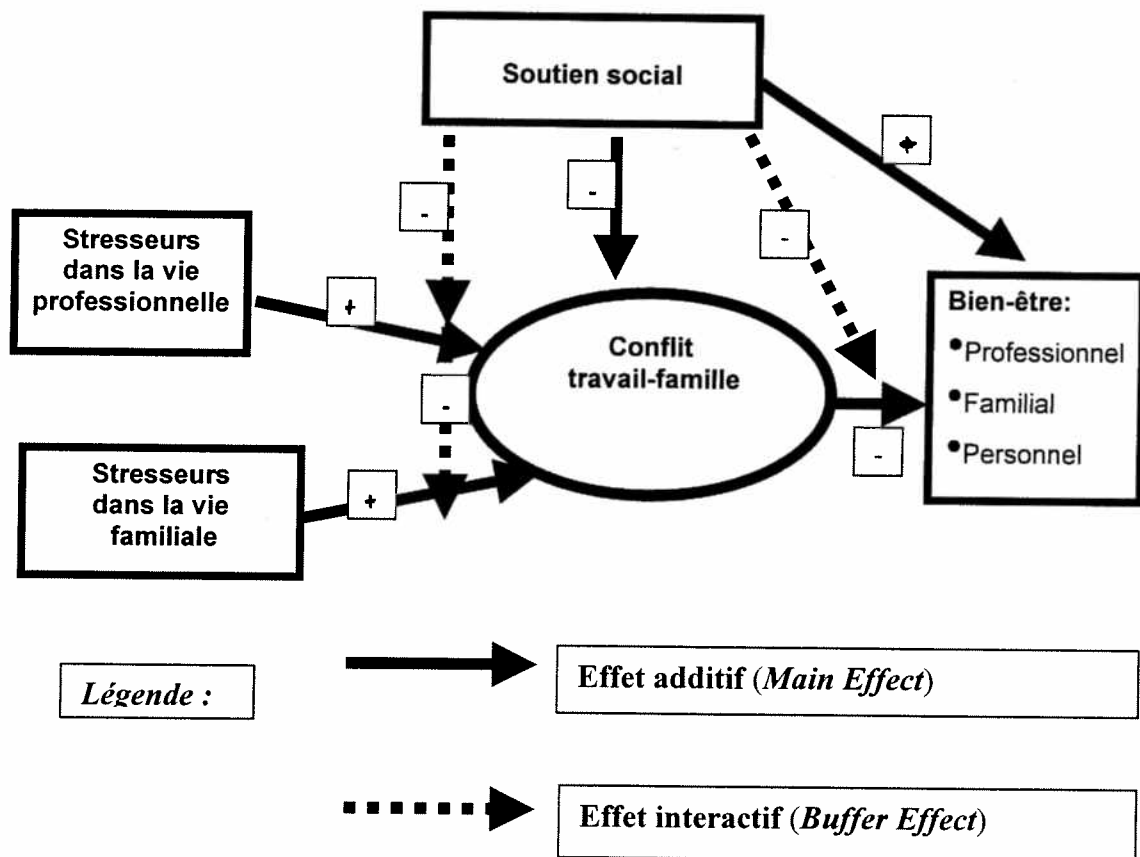 Soutien social
+
-
-
-
Stresseurs
dans la vie
professionnelle
+
Bien-être:
•Professionnel
•Familial
•Personnel
Conflit
travail-famille
-
-
Stresseurs
dans la vie
familiale
+
Légende :
Effet additif (Main Effect)
Effet interactif (Buffer Effect)